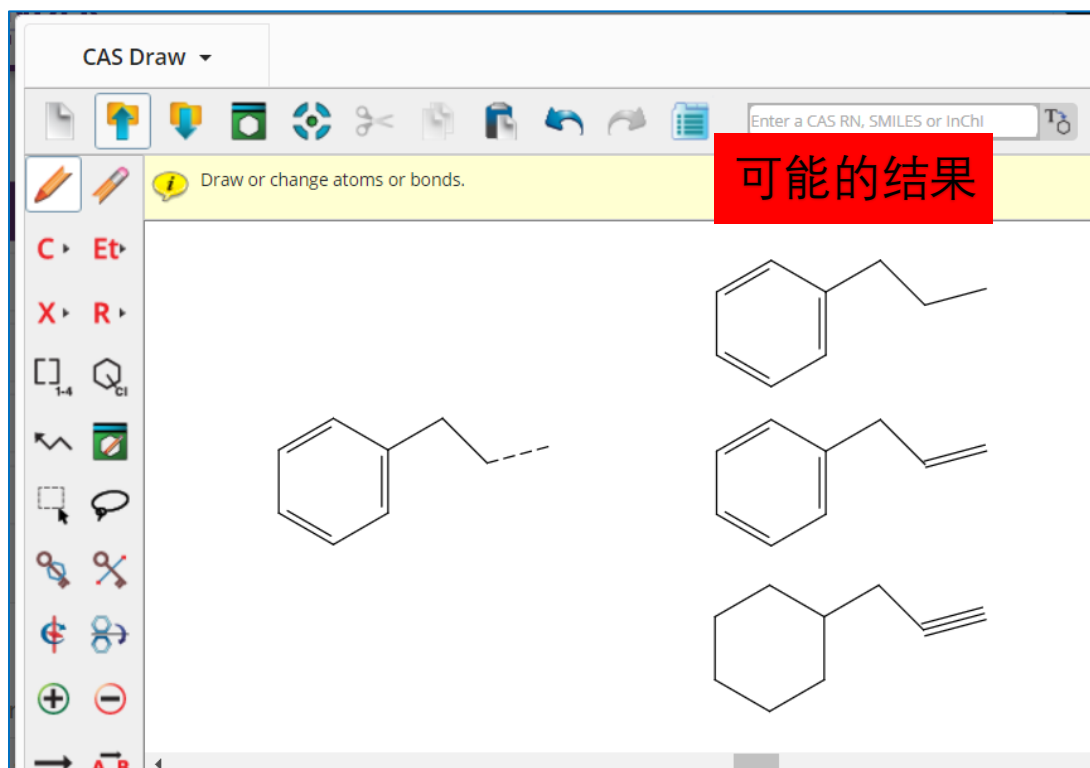 CAS Draw
Enter a CAS RN, SMILES or InChI
Draw or change atoms or bonds.
可能的结果
C
Et
X
R
1-4
Cl
A B